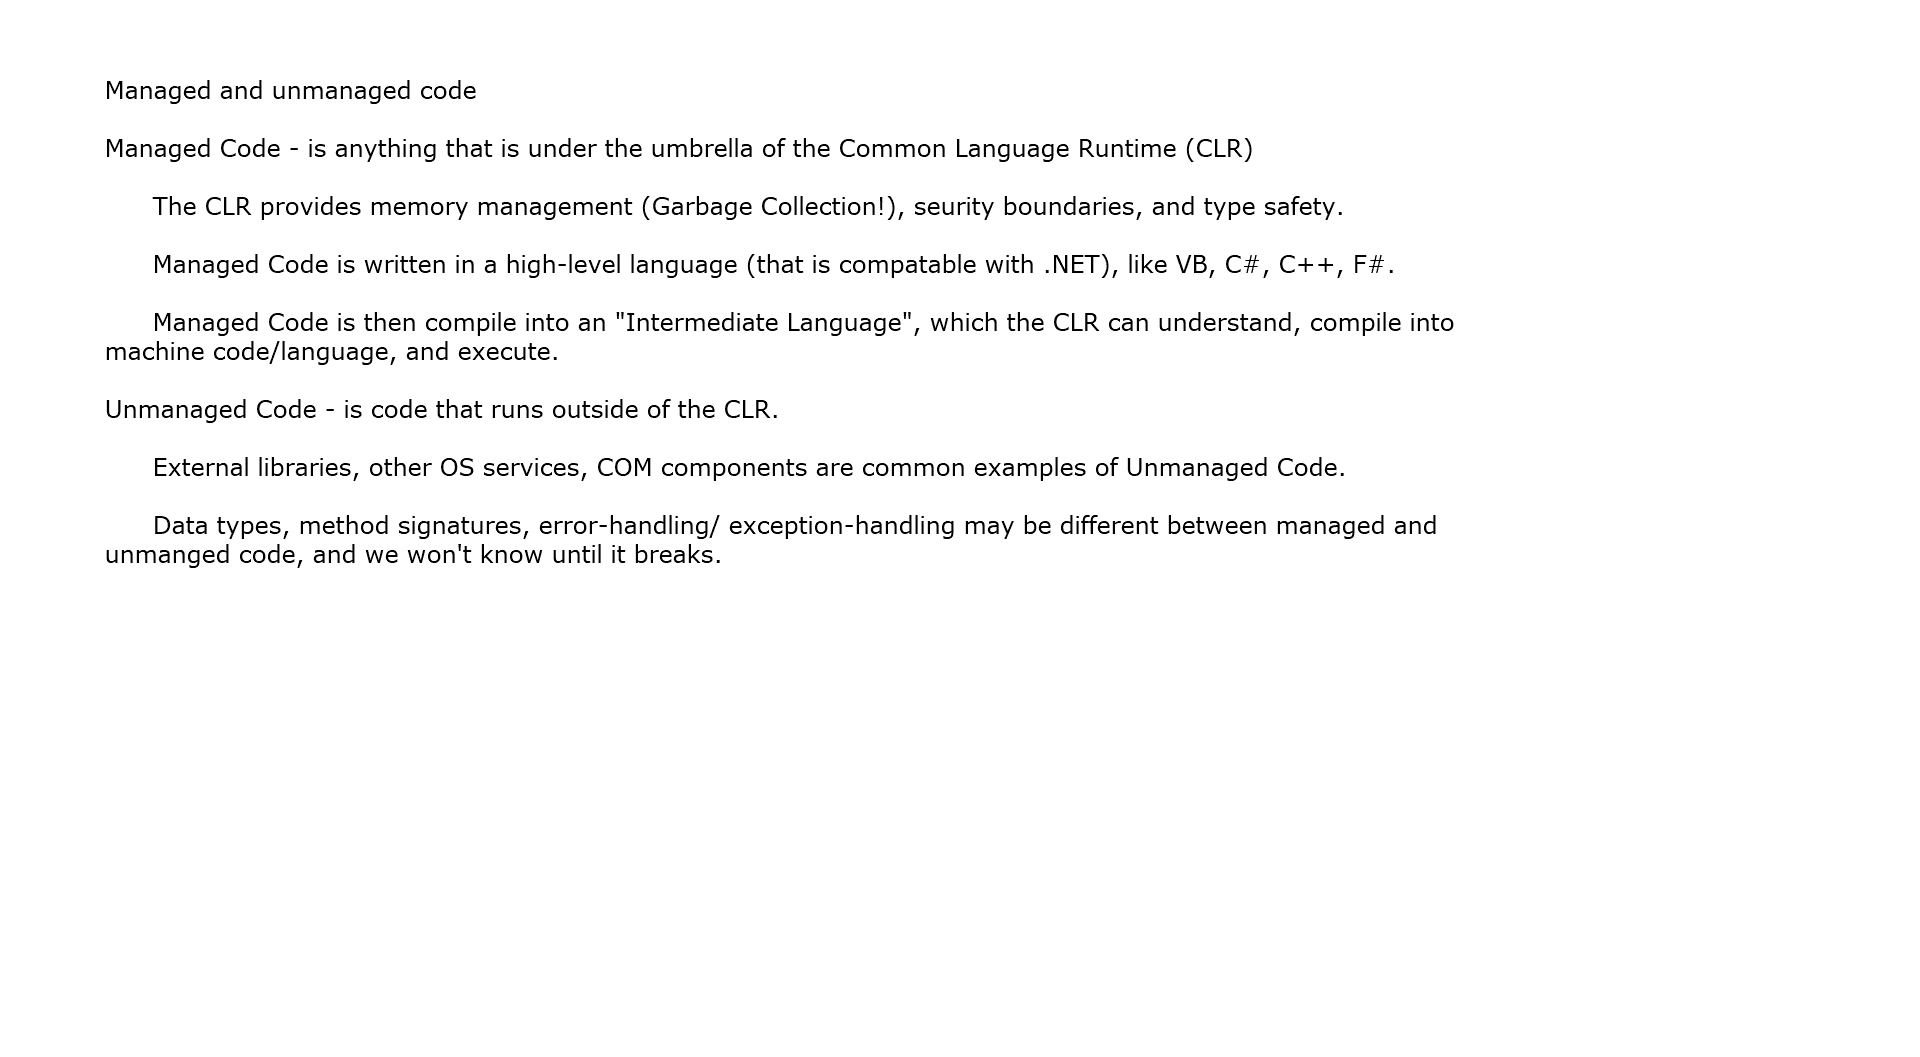 Managed and unmanaged code
Managed Code - is anything that is under the umbrella of the Common Language Runtime (CLR)
The CLR provides memory management (Garbage Collection!), seurity boundaries, and type safety.
Managed Code is written in a high-level language (that is compatable with .NET), like VB, C#, C++, F#.
Managed Code is then compile into an "Intermediate Language", which the CLR can understand, compile into
machine code/language, and execute.
Unmanaged Code - is code that runs outside of the CLR.
External libraries, other OS services, COM components are common examples of Unmanaged Code.
Data types, method signatures, error-handling/ exception-handling may be different between managed and
unmanged code, and we won't know until it breaks.